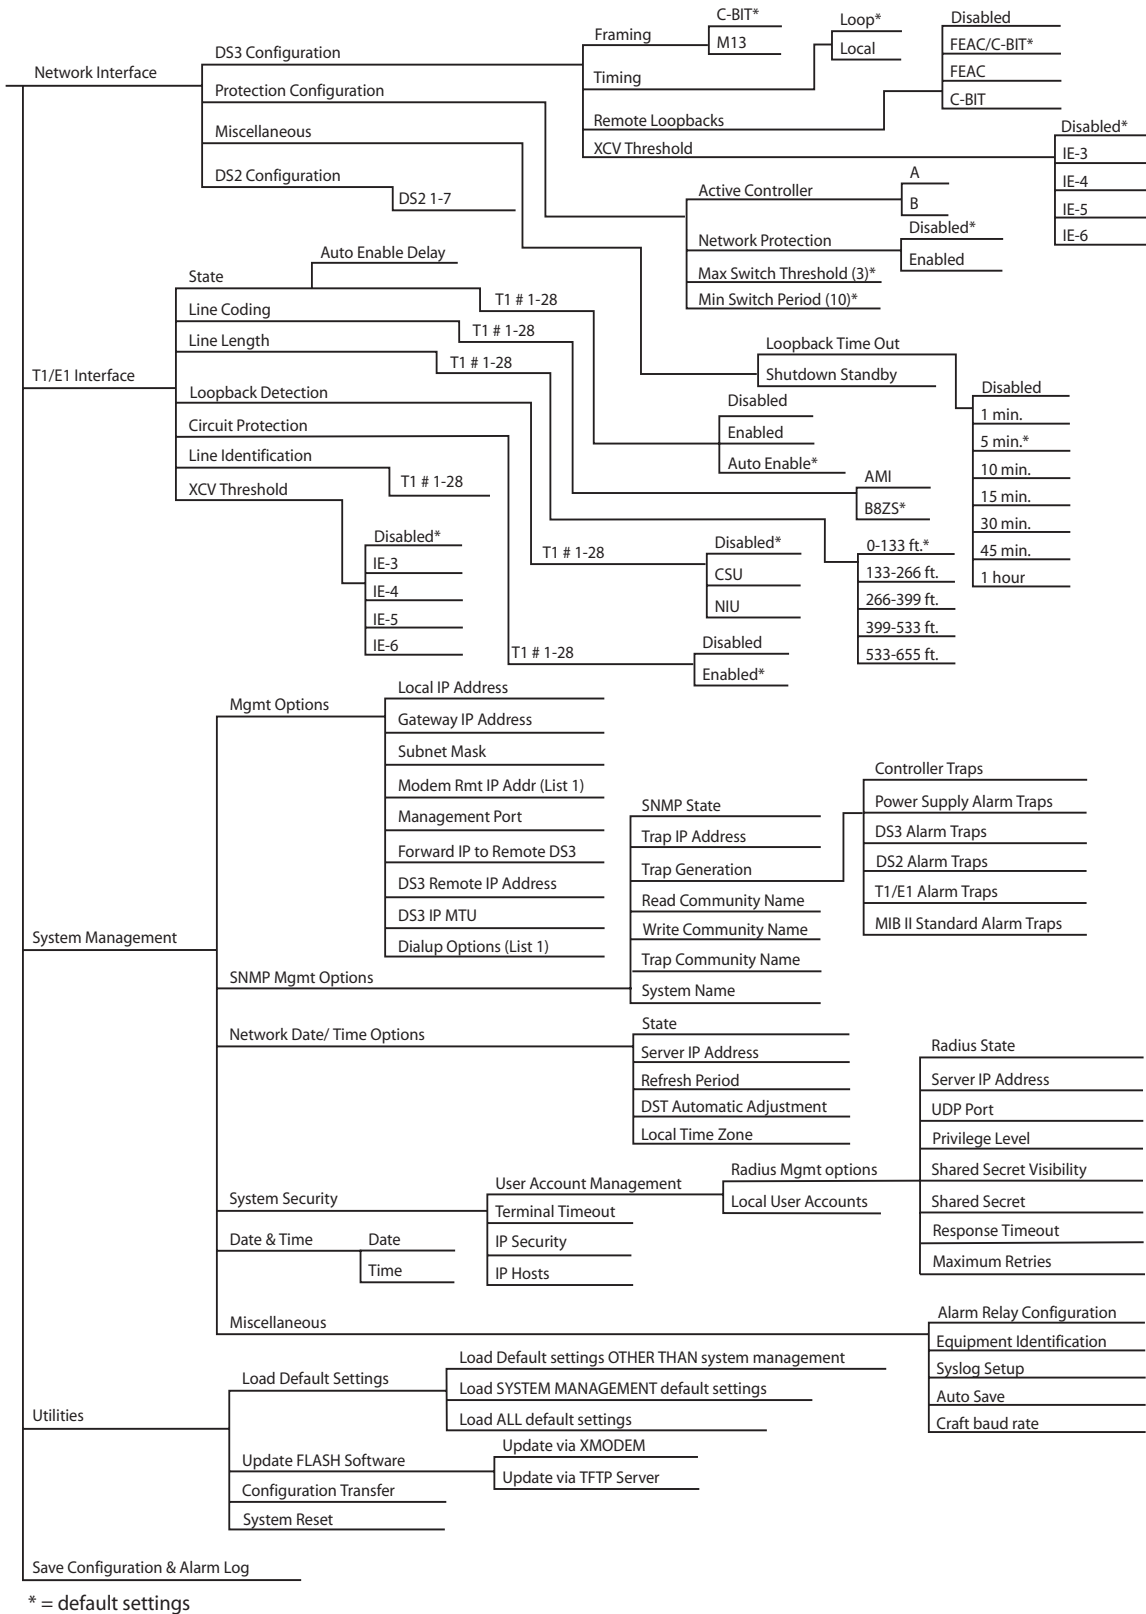 Network Interface
DS3 Configuration
Framing
C-BIT*
M13
Timing
Loop*
Local
Remote Loopbacks
Disabled
FEAC/C-BIT*
FEAC
C-BIT
XCV Threshold
Disabled*
IE-3
IE-4
IE-5
IE-6
Protection Configuration
Active Controller
A
B
Network Protection
Disabled*
Enabled
Max Switch Threshold (3)*
Min Switch Period (10)*
Miscellaneous
Loopback Time Out
Disabled
1 min.
5 min.*
10 min.
15 min.
30 min.
45 min.
1 hour
Shutdown Standby
DS2 Configuration
DS2 1-7
T1/E1 Interface
State
Auto Enable Delay
T1 # 1-28
Disabled
Enabled
Auto Enable*
Line Coding
T1 # 1-28
AMI
B8ZS*
Line Length
T1 # 1-28
0-133 ft.*
133-266 ft.
266-399 ft.
399-533 ft.
533-655 ft.
Loopback Detection
T1 # 1-28
Disabled*
CSU
NIU
Circuit Protection
T1 # 1-28
Disabled
Enabled*
Line Identification
T1 # 1-28
XCV Threshold
Disabled*
IE-3
IE-4
IE-5
IE-6
System Management
Mgmt Options
Local IP Address
Gateway IP Address
Subnet Mask
Modem Rmt IP Addr (List 1)
Management Port
Forward IP to Remote DS3
DS3 Remote IP Address
DS3 IP MTU
Dialup Options (List 1)
SNMP Mgmt Options
SNMP State
Trap IP Address
Trap Generation
Controller Traps
Power Supply Alarm Traps
DS3 Alarm Traps
DS2 Alarm Traps
T1/E1 Alarm Traps
MIB II Standard Alarm Traps
Read Community Name
Write Community Name
Trap Community Name
System Name
Network Date/ Time Options
State
Server IP Address
Refresh Period
DST Automatic Adjustment
Local Time Zone
System Security
User Account Management
Radius Mgmt options
Radius State
Server IP Address
UDP Port
Privilege Level
Shared Secret Visibility
Shared Secret
Response Timeout
Maximum Retries
Local User Accounts
Terminal Timeout
IP Security
IP Hosts
Date & Time
Date
Time
Miscellaneous
Alarm Relay Configuration
Equipment Identification
Syslog Setup
Auto Save
Craft baud rate
Utilities
Load Default Settings
Load Default settings OTHER THAN system management
Load SYSTEM MANAGEMENT default settings
Load ALL default settings
Update FLASH Software
Update via XMODEM
Update via TFTP Server
Configuration Transfer
System Reset
Save Configuration & Alarm Log
* = default settings